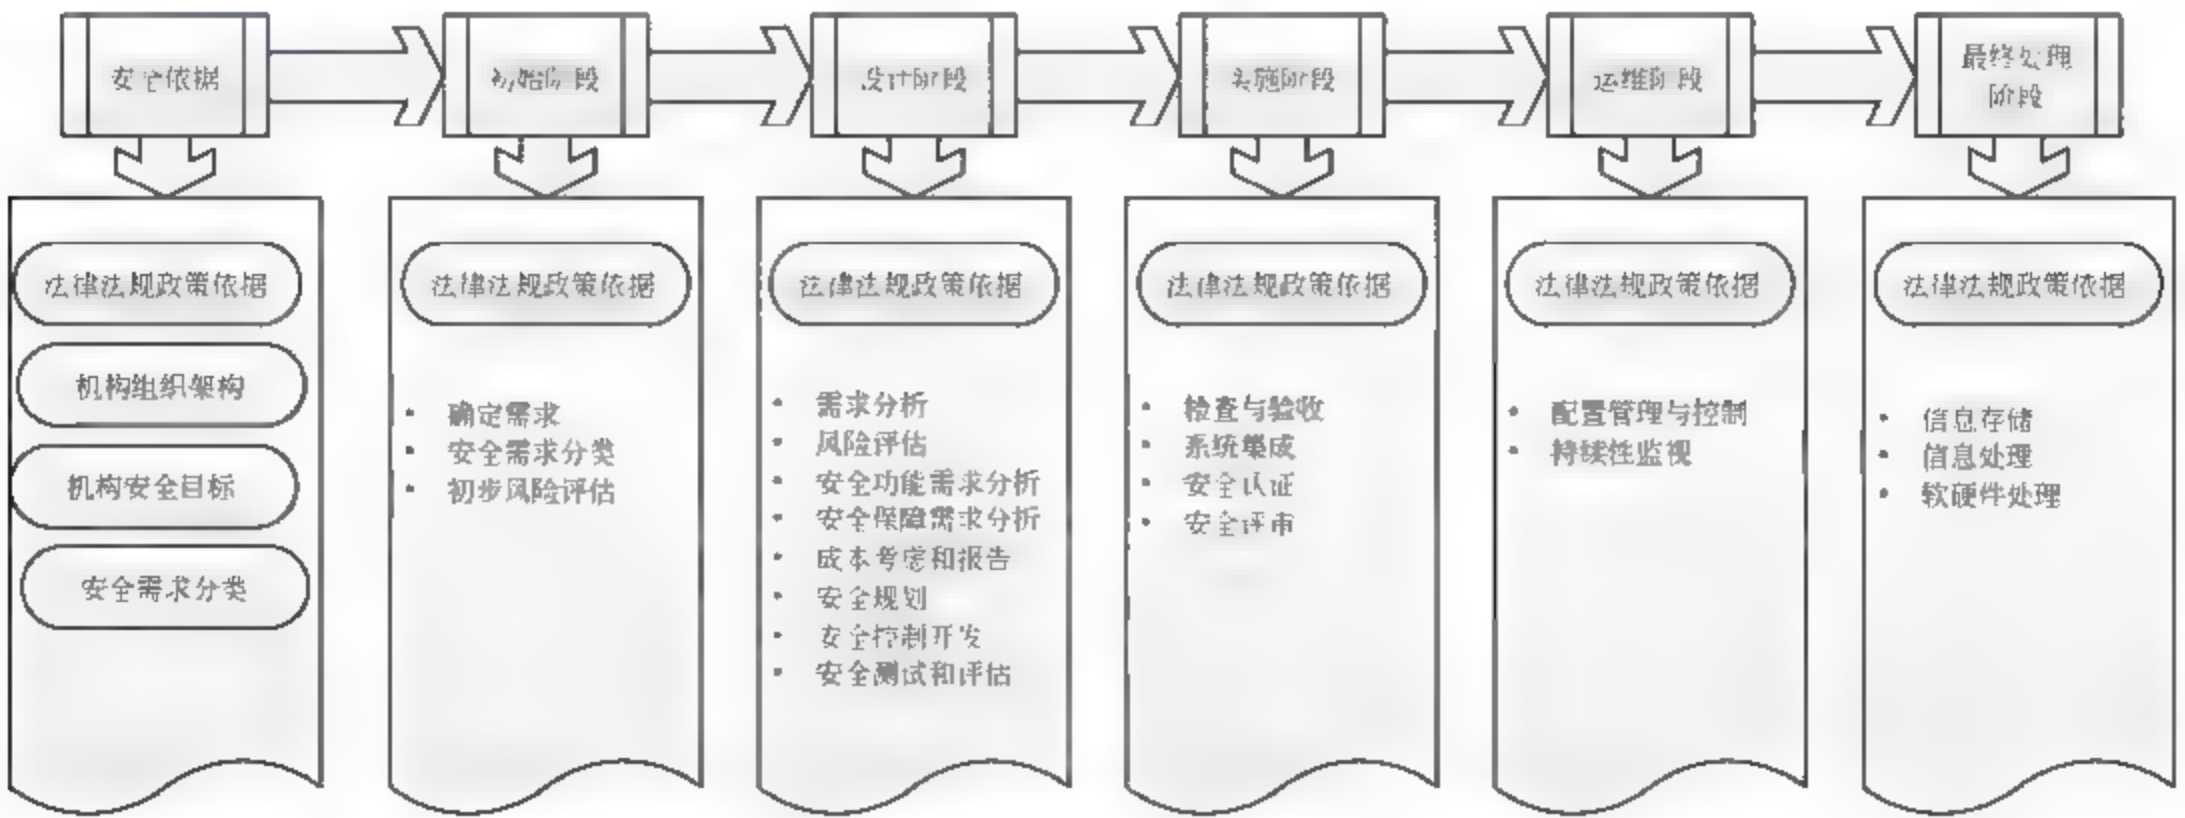 安全依据
初始阶段
设计阶段
实施阶段
运维阶段
最终处理
阶段
法律法规政策依据
机构组织架构
机构安全目标
安全需求分类
法律法规政策依据
• 确定需求
• 安全需求分类
• 初步风险评估
法律法规政策依据
• 需求分析
• 风险评估
• 安全功能需求分析
• 安全保障需求分析
• 成本考虑和报告
• 安全规划
• 安全控制开发
• 安全测试和评估
法律法规政策依据
• 检查与验收
• 系统集成
• 安全认证
• 安全评审
法律法规政策依据
• 配置管理与控制
• 持续性监视
法律法规政策依据
• 信息存储
• 信息处理
• 软硬件处理